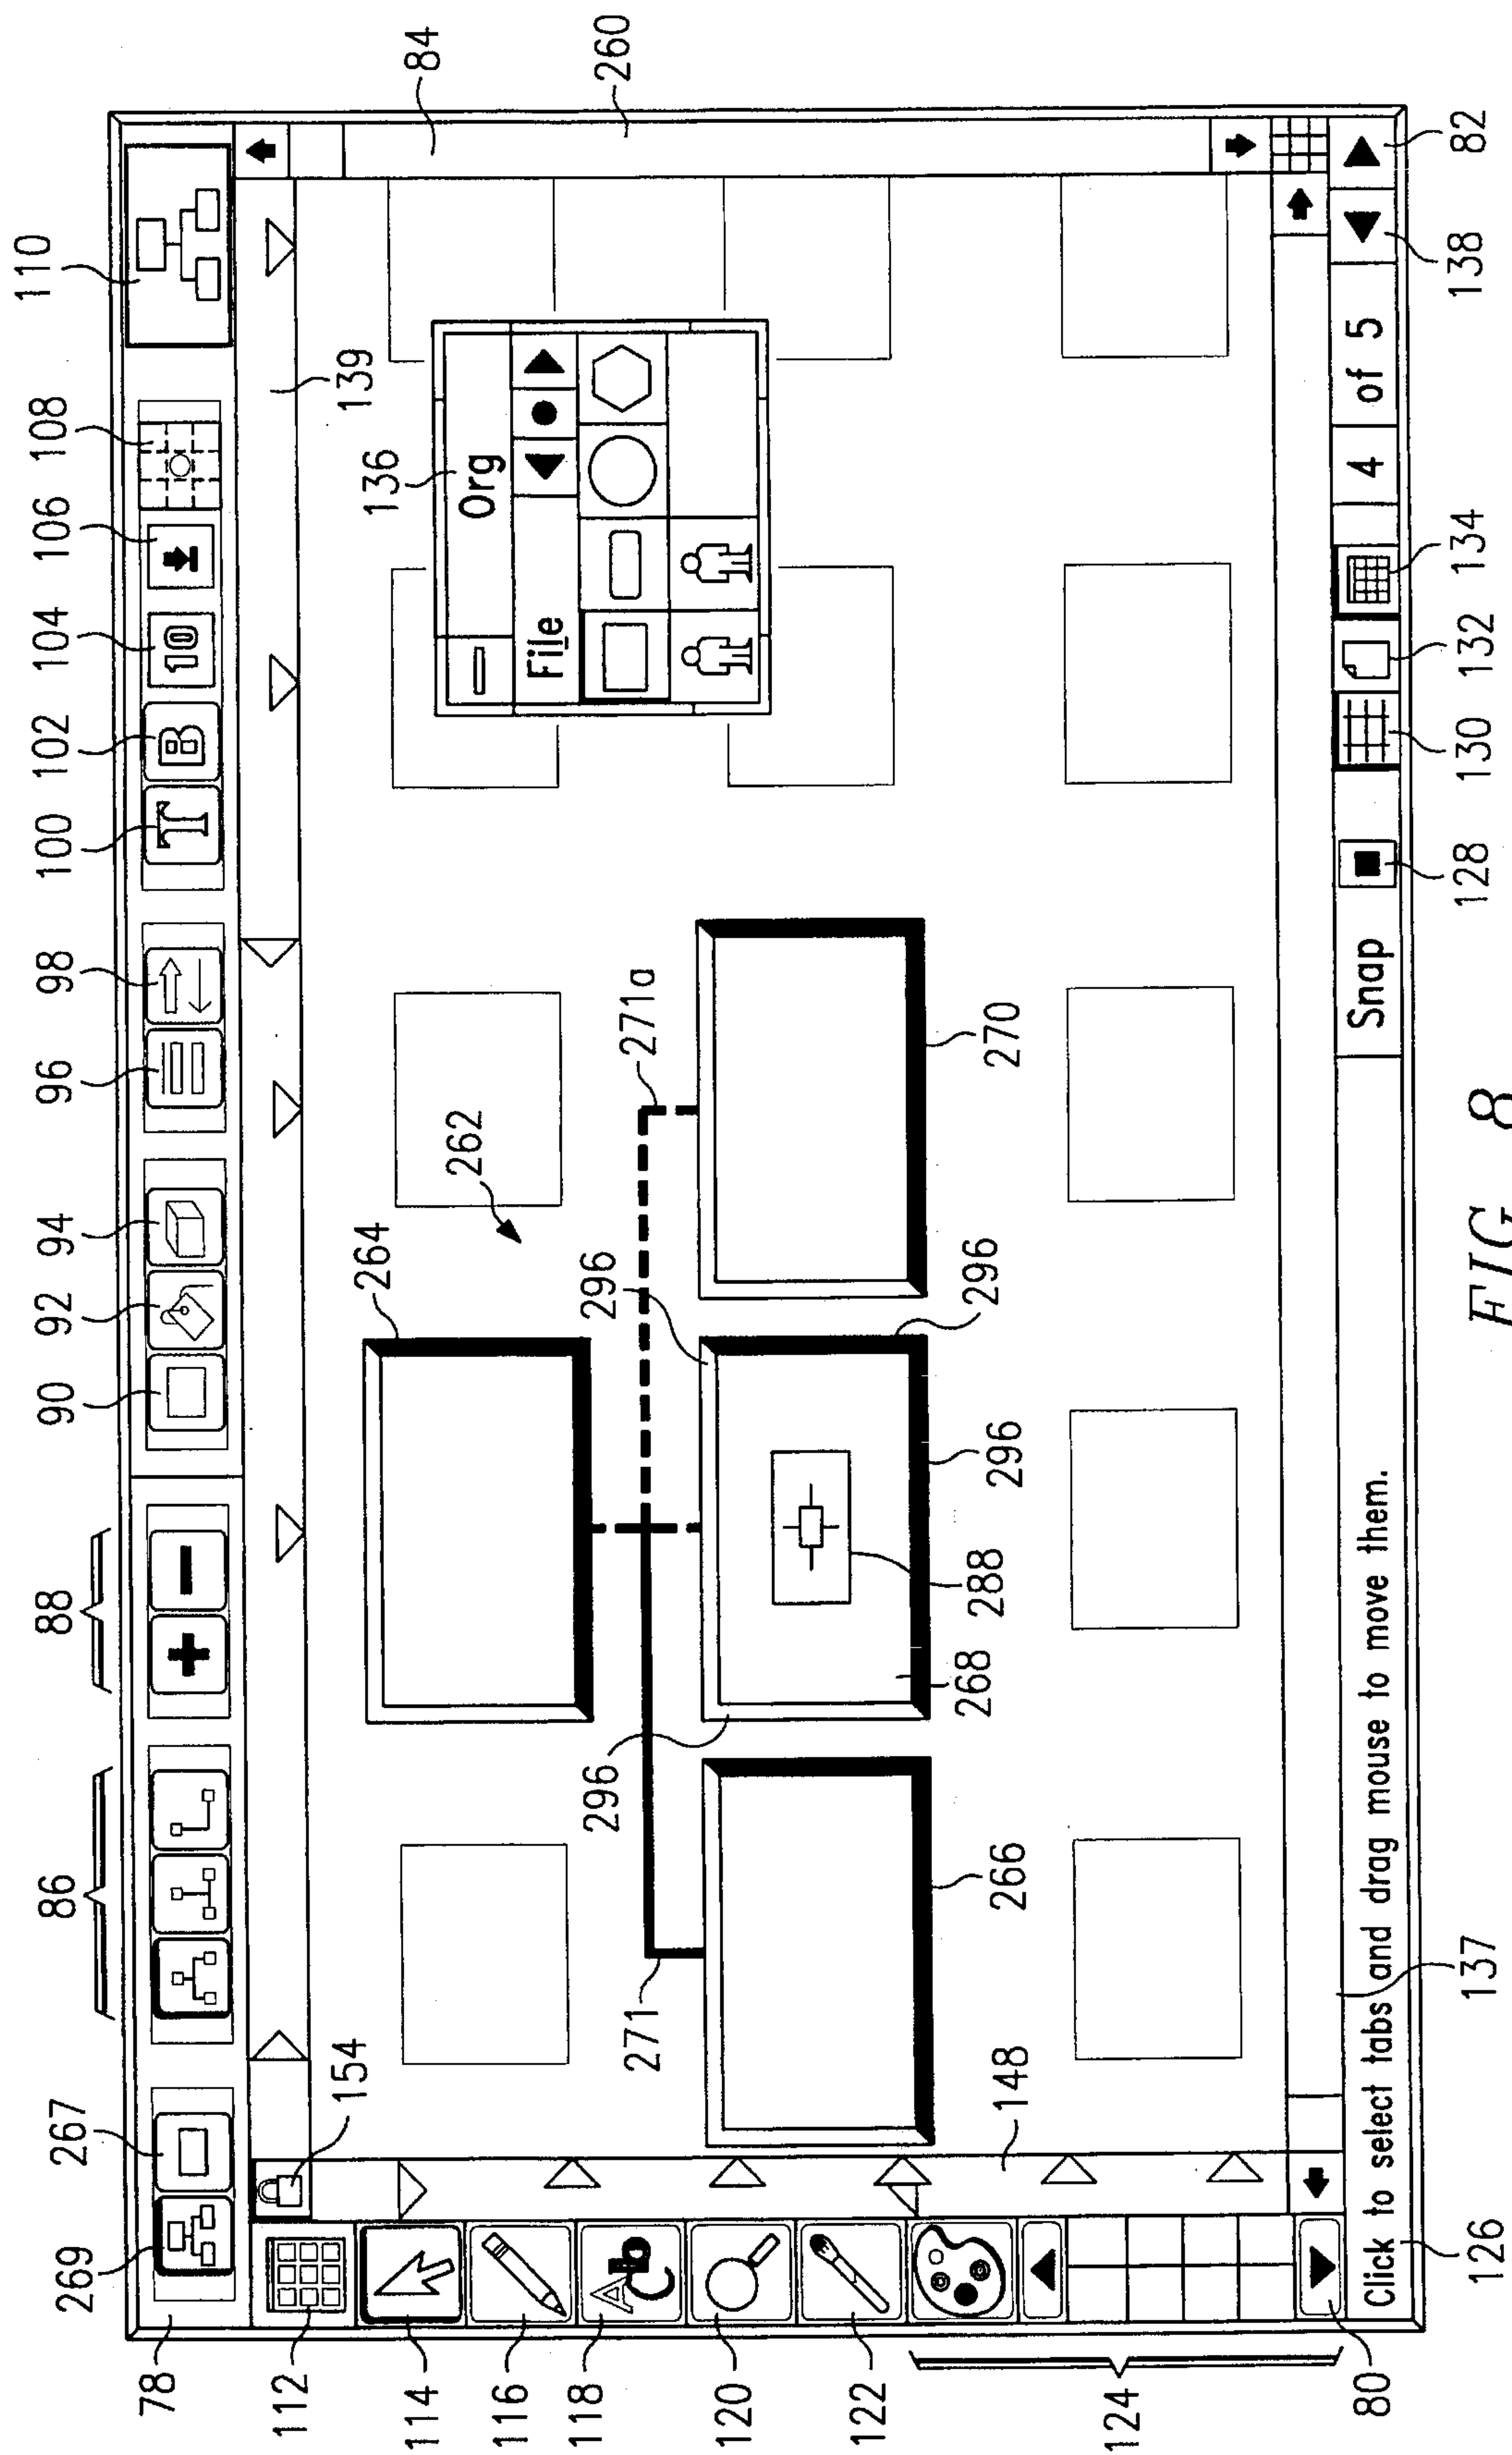 86 88
78 269 267 90 92 94 96 98 100 102 104 106 108 110
T B 10
154
139
112
114
116
118
120
122
124
80
A b C
84
260
136
Org
File
264
262
271
271a
296
296
296
296
266
268
288
270
148
Click to select tabs and drag mouse to move them.
Snap
4 of 5
126 137 128 130 132 134 138 82
FIG. 8